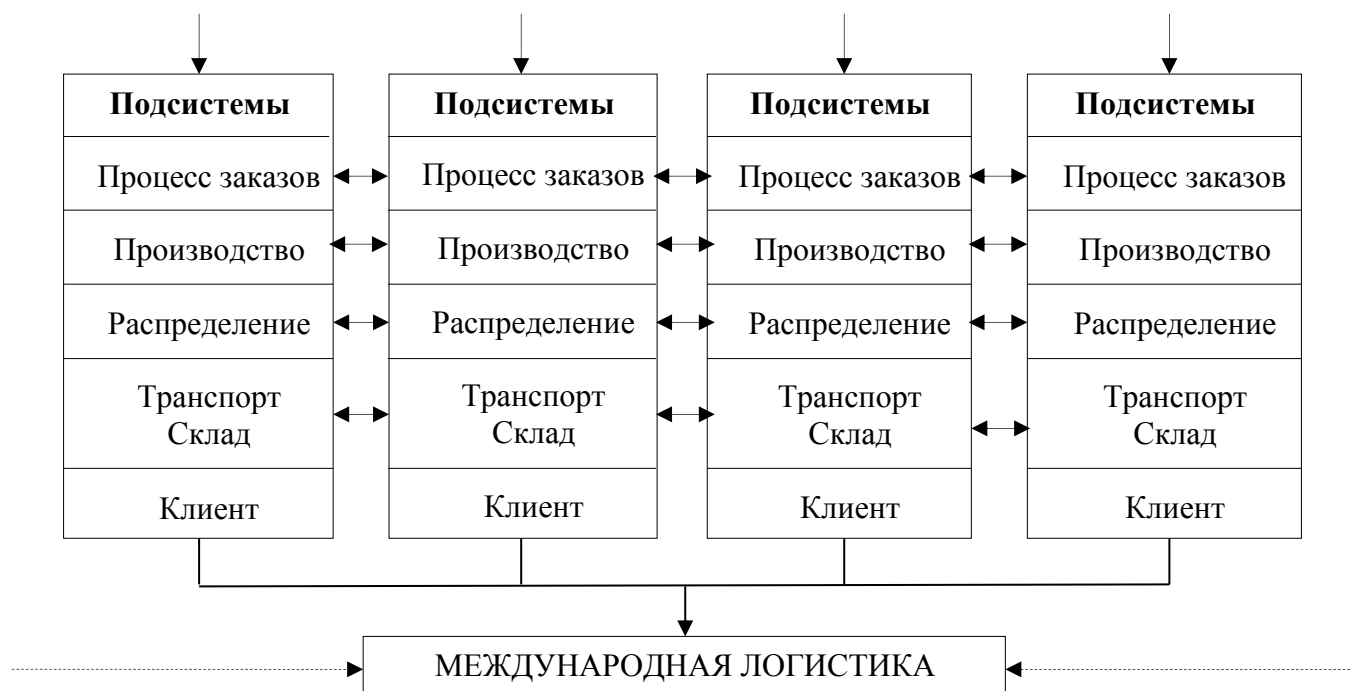 Подсистемы
Процесс заказов
Производство
Распределение
Транспорт
Склад
Клиент
Подсистемы
Процесс заказов
Производство
Распределение
Транспорт
Склад
Клиент
Подсистемы
Процесс заказов
Производство
Распределение
Транспорт
Склад
Клиент
Подсистемы
Процесс заказов
Производство
Распределение
Транспорт
Склад
Клиент
МЕЖДУНАРОДНАЯ ЛОГИСТИКА